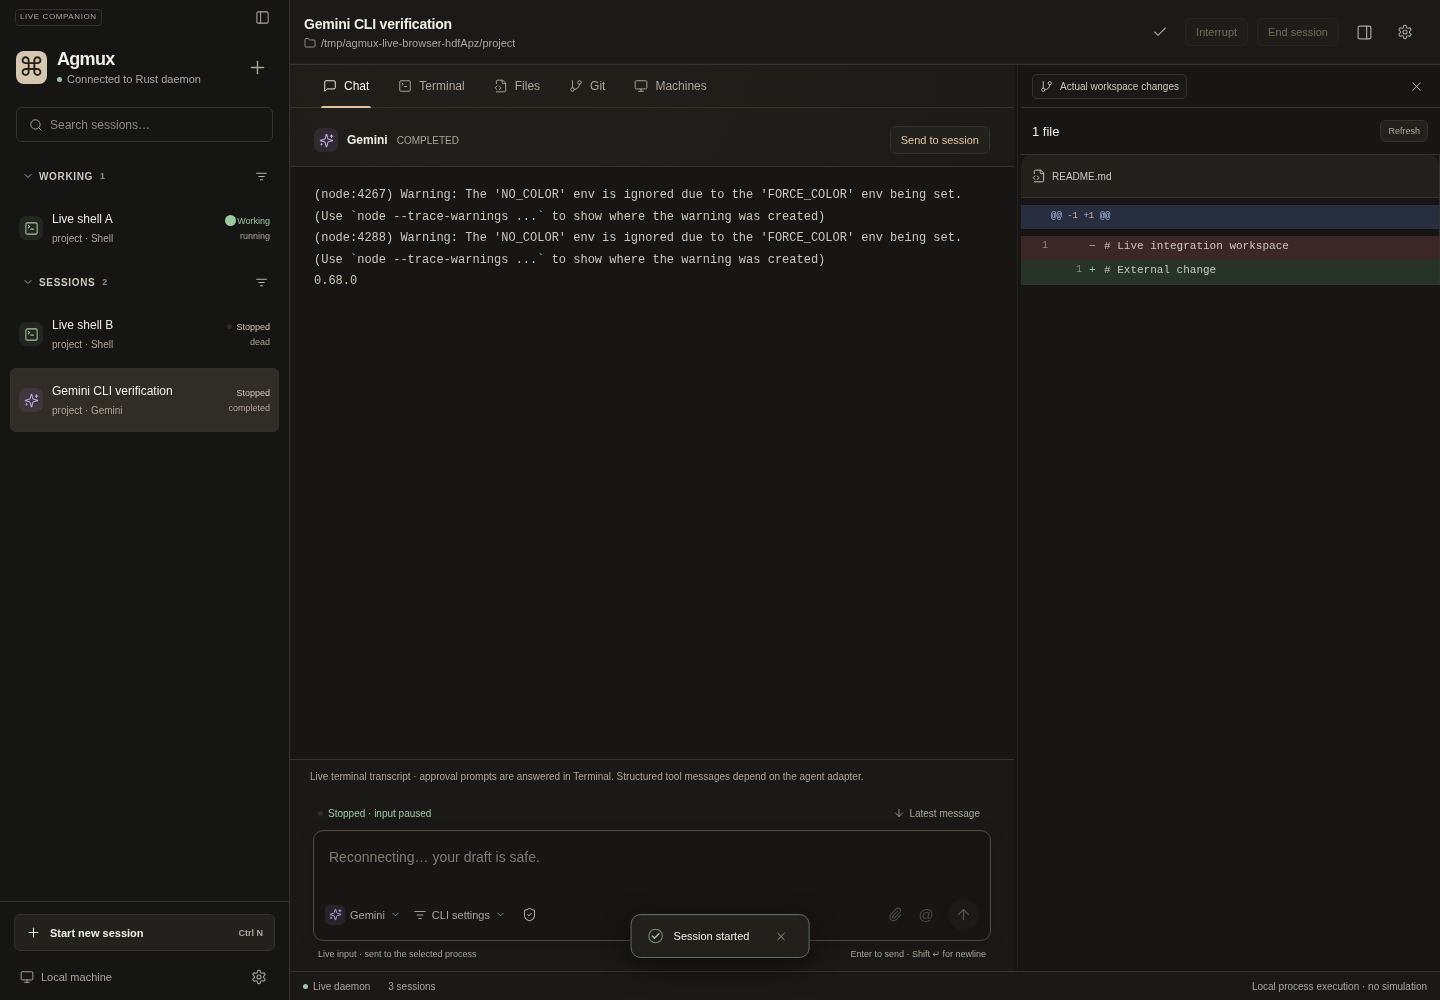 LIVE COMPANION
Agmux
Connected to Rust daemon
Search sessions…
WORKING 1
Live shell A
project · Shell
Working
running
SESSIONS 2
Live shell B
project · Shell
Stopped
dead
Gemini CLI verification
project · Gemini
Stopped
completed
Start new session
Ctrl N
Local machine
Gemini CLI verification
/tmp/agmux-live-browser-hdfApz/project
Interrupt
End session
Chat
Terminal
Files
Git
Machines
Gemini COMPLETED
Send to session
(node:4267) Warning: The 'NO_COLOR' env is ignored due to the 'FORCE_COLOR' env being set.
(Use `node --trace-warnings ...` to show where the warning was created)
(node:4288) Warning: The 'NO_COLOR' env is ignored due to the 'FORCE_COLOR' env being set.
(Use `node --trace-warnings ...` to show where the warning was created)
0.68.0
Live terminal transcript · approval prompts are answered in Terminal. Structured tool messages depend on the agent adapter.
Stopped · input paused
Latest message
Reconnecting… your draft is safe.
Gemini
CLI settings
@
Session started
Live input · sent to the selected process
Enter to send · Shift ↵ for newline
Actual workspace changes
1 file
Refresh
README.md
@@ -1 +1 @@
1 − # Live integration workspace
1 + # External change
Live daemon
3 sessions
Local process execution · no simulation